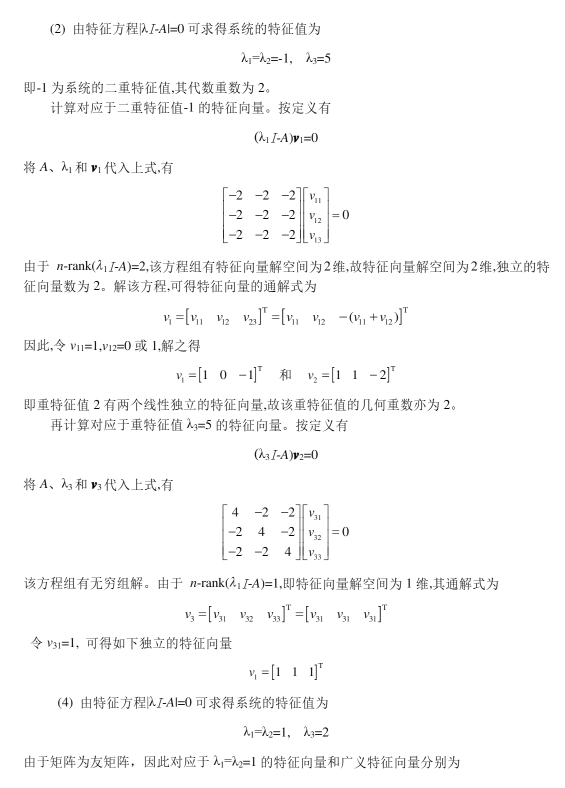 (2) 由特征方程|λI-A|=0 可求得系统的特征值为
λ1=λ2=-1, λ3=5
即-1 为系统的二重特征值,其代数重数为 2。
计算对应于二重特征值-1 的特征向量。按定义有
(λ1I-A)v1=0
将 A、λ1 和 v1 代入上式,有
[−2 −2 −2; −2 −2 −2; −2 −2 −2][v11; v12; v13] = 0
由于 n-rank(λ1I-A)=2,该方程组有特征向量解空间为2维,故特征向量解空间为2维,独立的特
征向量数为 2。解该方程,可得特征向量的通解式为
v1 = [v11 v12 v23]^T = [v11 v12 −(v11 + v12)]^T
因此,令 v11=1,v12=0 或 1,解之得
v1 = [1 0 −1]^T 和 v2 = [1 1 −2]^T
即重特征值 2 有两个线性独立的特征向量,故该重特征值的几何重数亦为 2。
再计算对应于重特征值 λ3=5 的特征向量。按定义有
(λ3I-A)v2=0
将 A、λ3 和 v3 代入上式,有
[4 −2 −2; −2 4 −2; −2 −2 4][v31; v32; v33] = 0
该方程组有无穷组解。由于 n-rank(λ1I-A)=1,即特征向量解空间为 1 维,其通解式为
v3 = [v31 v32 v33]^T = [v31 v31 v31]^T
令 v31=1, 可得如下独立的特征向量
v1 = [1 1 1]^T
(4) 由特征方程|λI-A|=0 可求得系统的特征值为
λ1=λ2=1, λ3=2
由于矩阵为友矩阵，因此对应于 λ1=λ2=1 的特征向量和广义特征向量分别为